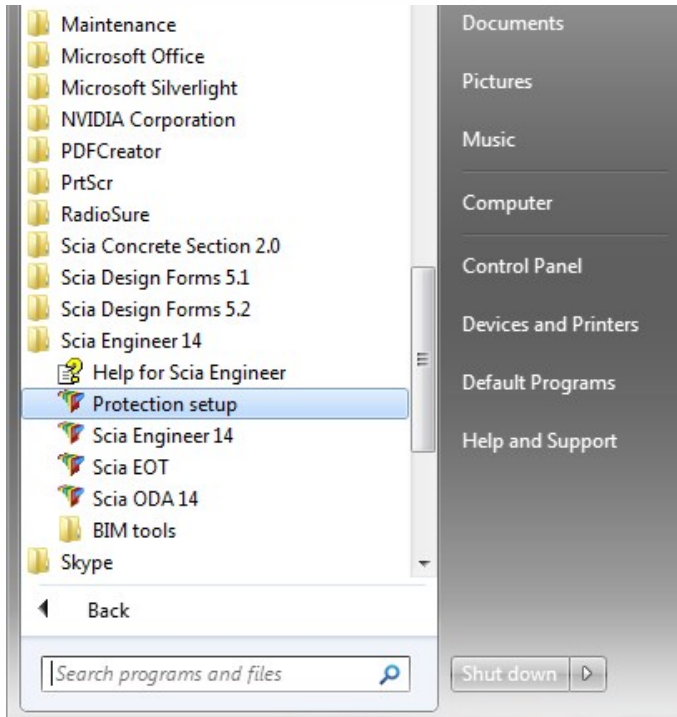 Maintenance
Microsoft Office
Microsoft Silverlight
NVIDIA Corporation
PDFCreator
PrtScr
RadioSure
Scia Concrete Section 2.0
Scia Design Forms 5.1
Scia Design Forms 5.2
Scia Engineer 14
Help for Scia Engineer
Protection setup
Scia Engineer 14
Scia EOT
Scia ODA 14
BIM tools
Skype
Back
Search programs and files
Documents
Pictures
Music
Computer
Control Panel
Devices and Printers
Default Programs
Help and Support
Shut down